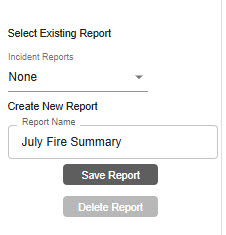 Select Existing Report
Incident Reports
None
Create New Report
Report Name
July Fire Summary
Save Report
Delete Report